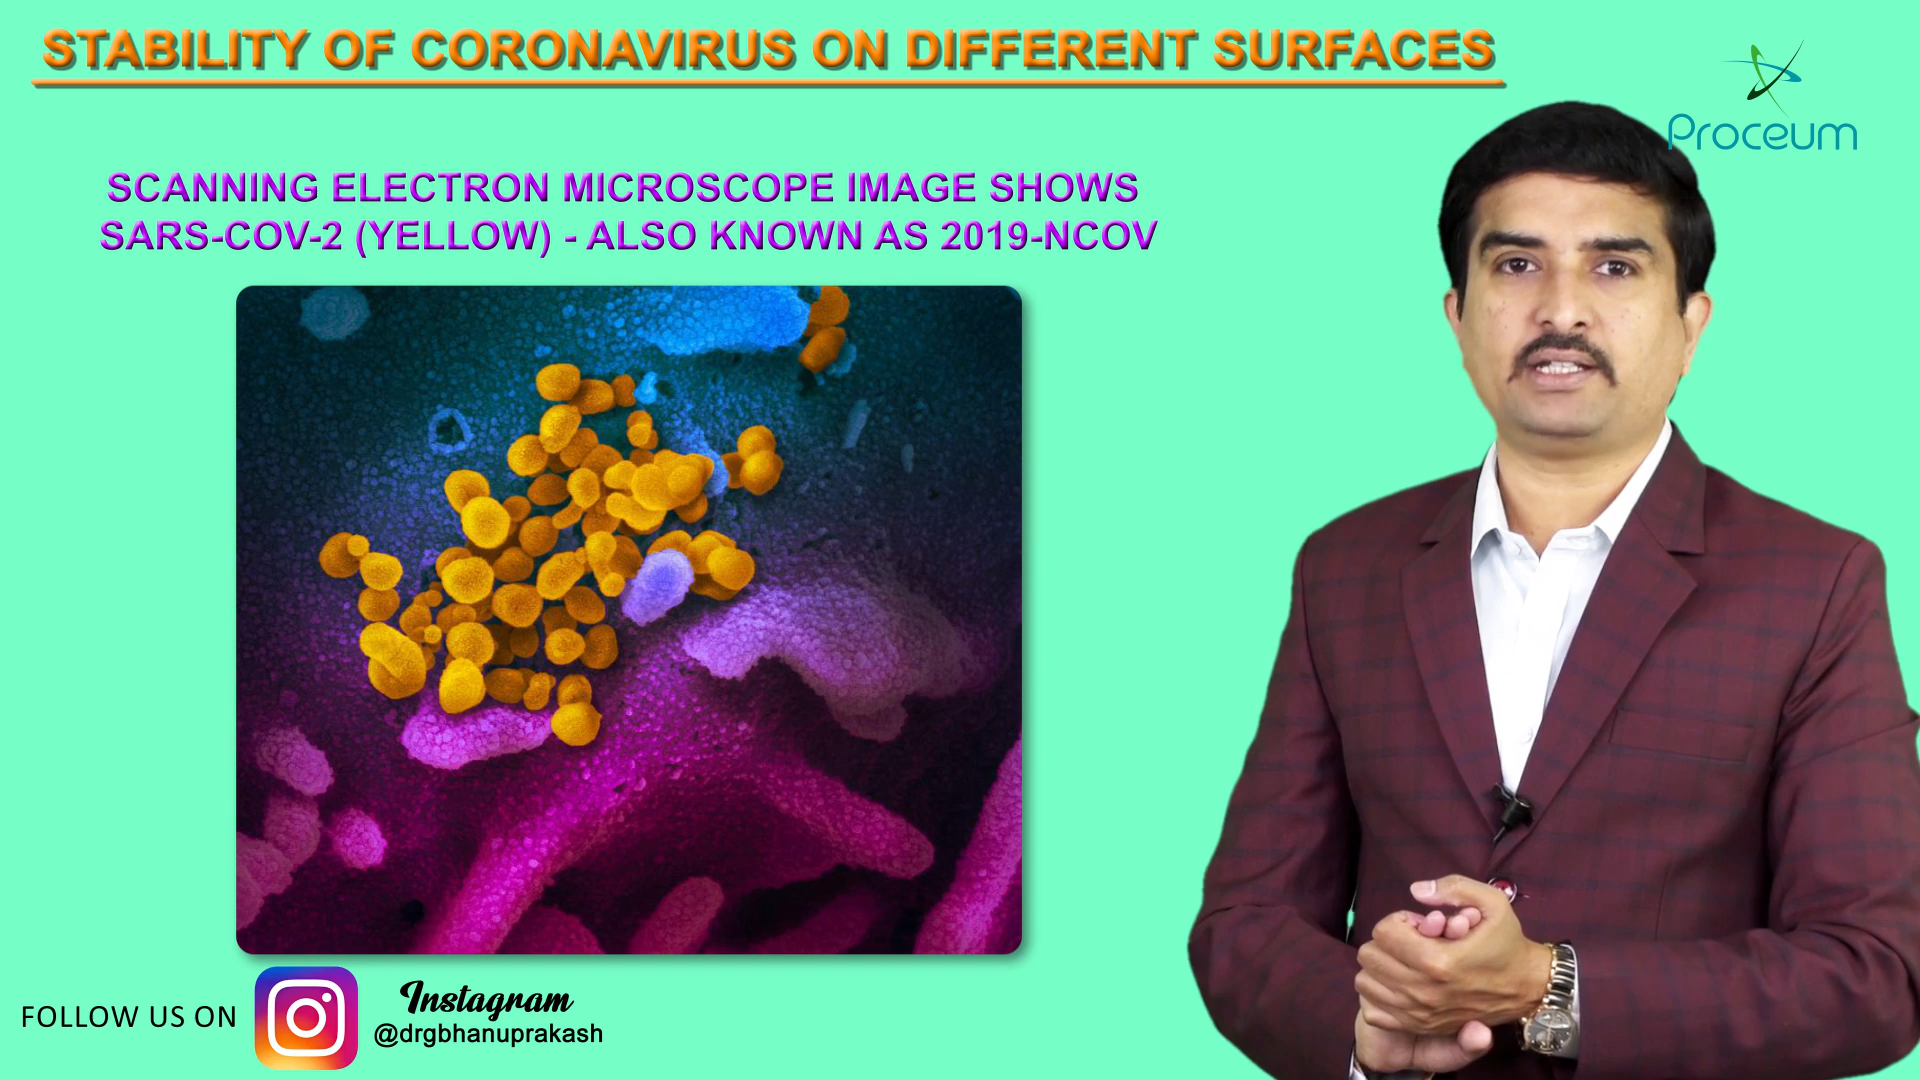 STABILITY OF CORONAVIRUS ON DIFFERENT SURFACES
Proceum
SCANNING ELECTRON MICROSCOPE IMAGE SHOWS
SARS-COV-2 (YELLOW) - ALSO KNOWN AS 2019-NCOV
FOLLOW US ON
Instagram
@drgbhanuprakash